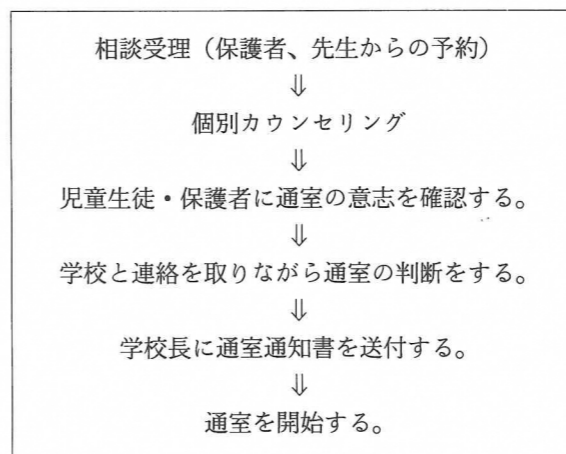 相談受理（保護者、先生からの予約）
⇓
個別カウンセリング
⇓
児童生徒・保護者に通室の意志を確認する。
⇓
学校と連絡を取りながら通室の判断をする。
⇓
学校長に通室通知書を送付する。
⇓
通室を開始する。